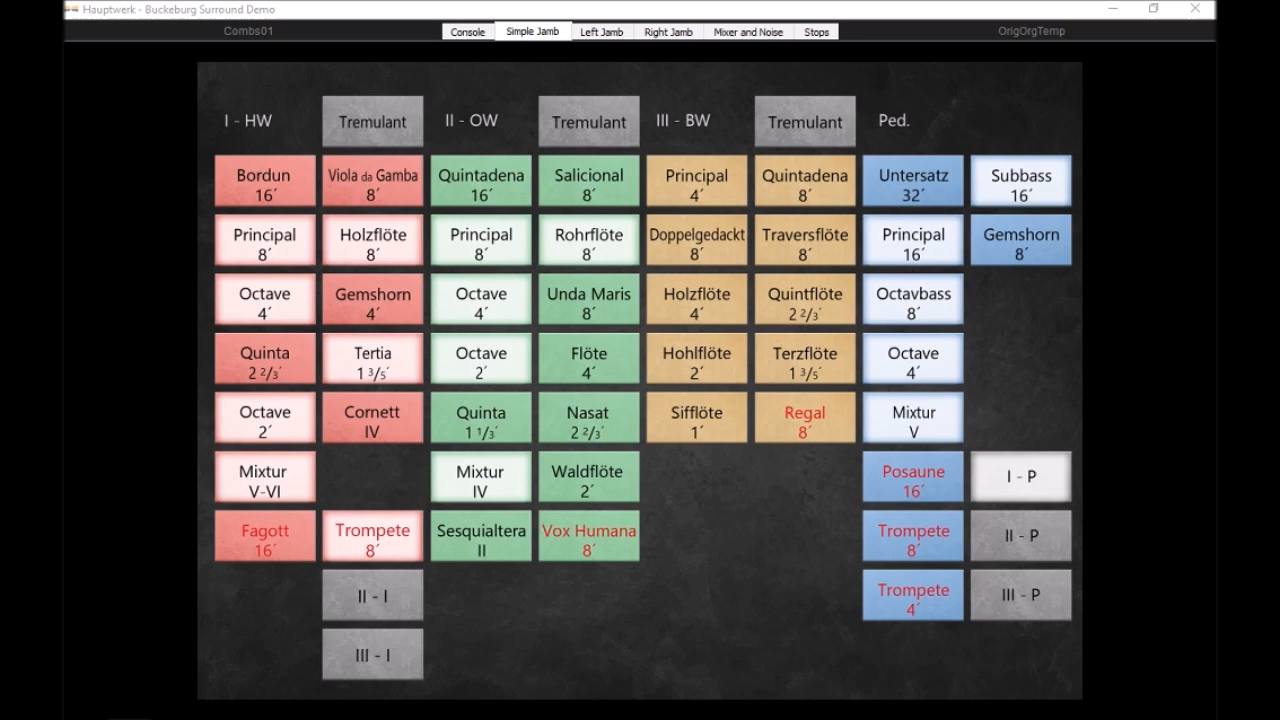 Hauptwerk - Buckeburg Surround Demo
Combs01
Console
Simple Jamb
Left Jamb
Right Jamb
Mixer and Noise
Stops
OrigOrgTemp
I - HW
Tremulant
II - OW
Tremulant
III - BW
Tremulant
Ped.
Bordun
16´
Viola da Gamba
8´
Quintadena
16´
Salicional
8´
Principal
4´
Quintadena
8´
Untersatz
32´
Subbass
16´
Principal
8´
Holzflöte
8´
Principal
8´
Rohrflöte
8´
Doppelgedackt
8´
Traversflöte
8´
Principal
16´
Gemshorn
8´
Octave
4´
Gemshorn
4´
Octave
4´
Unda Maris
8´
Holzflöte
4´
Quintflöte
2 2/3´
Octavbass
8´
Quinta
2 2/3´
Tertia
1 3/5´
Octave
2´
Flöte
4´
Hohlflöte
2´
Terzflöte
1 3/5´
Octave
4´
Octave
2´
Cornett
IV
Quinta
1 1/3´
Nasat
2 2/3´
Sifflöte
1´
Regal
8´
Mixtur
V
Mixtur
V-VI
Mixtur
IV
Waldflöte
2´
Posaune
16´
I - P
Fagott
16´
Trompete
8´
Sesquialtera
II
Vox Humana
8´
Trompete
8´
II - P
II - I
Trompete
4´
III - P
III - I